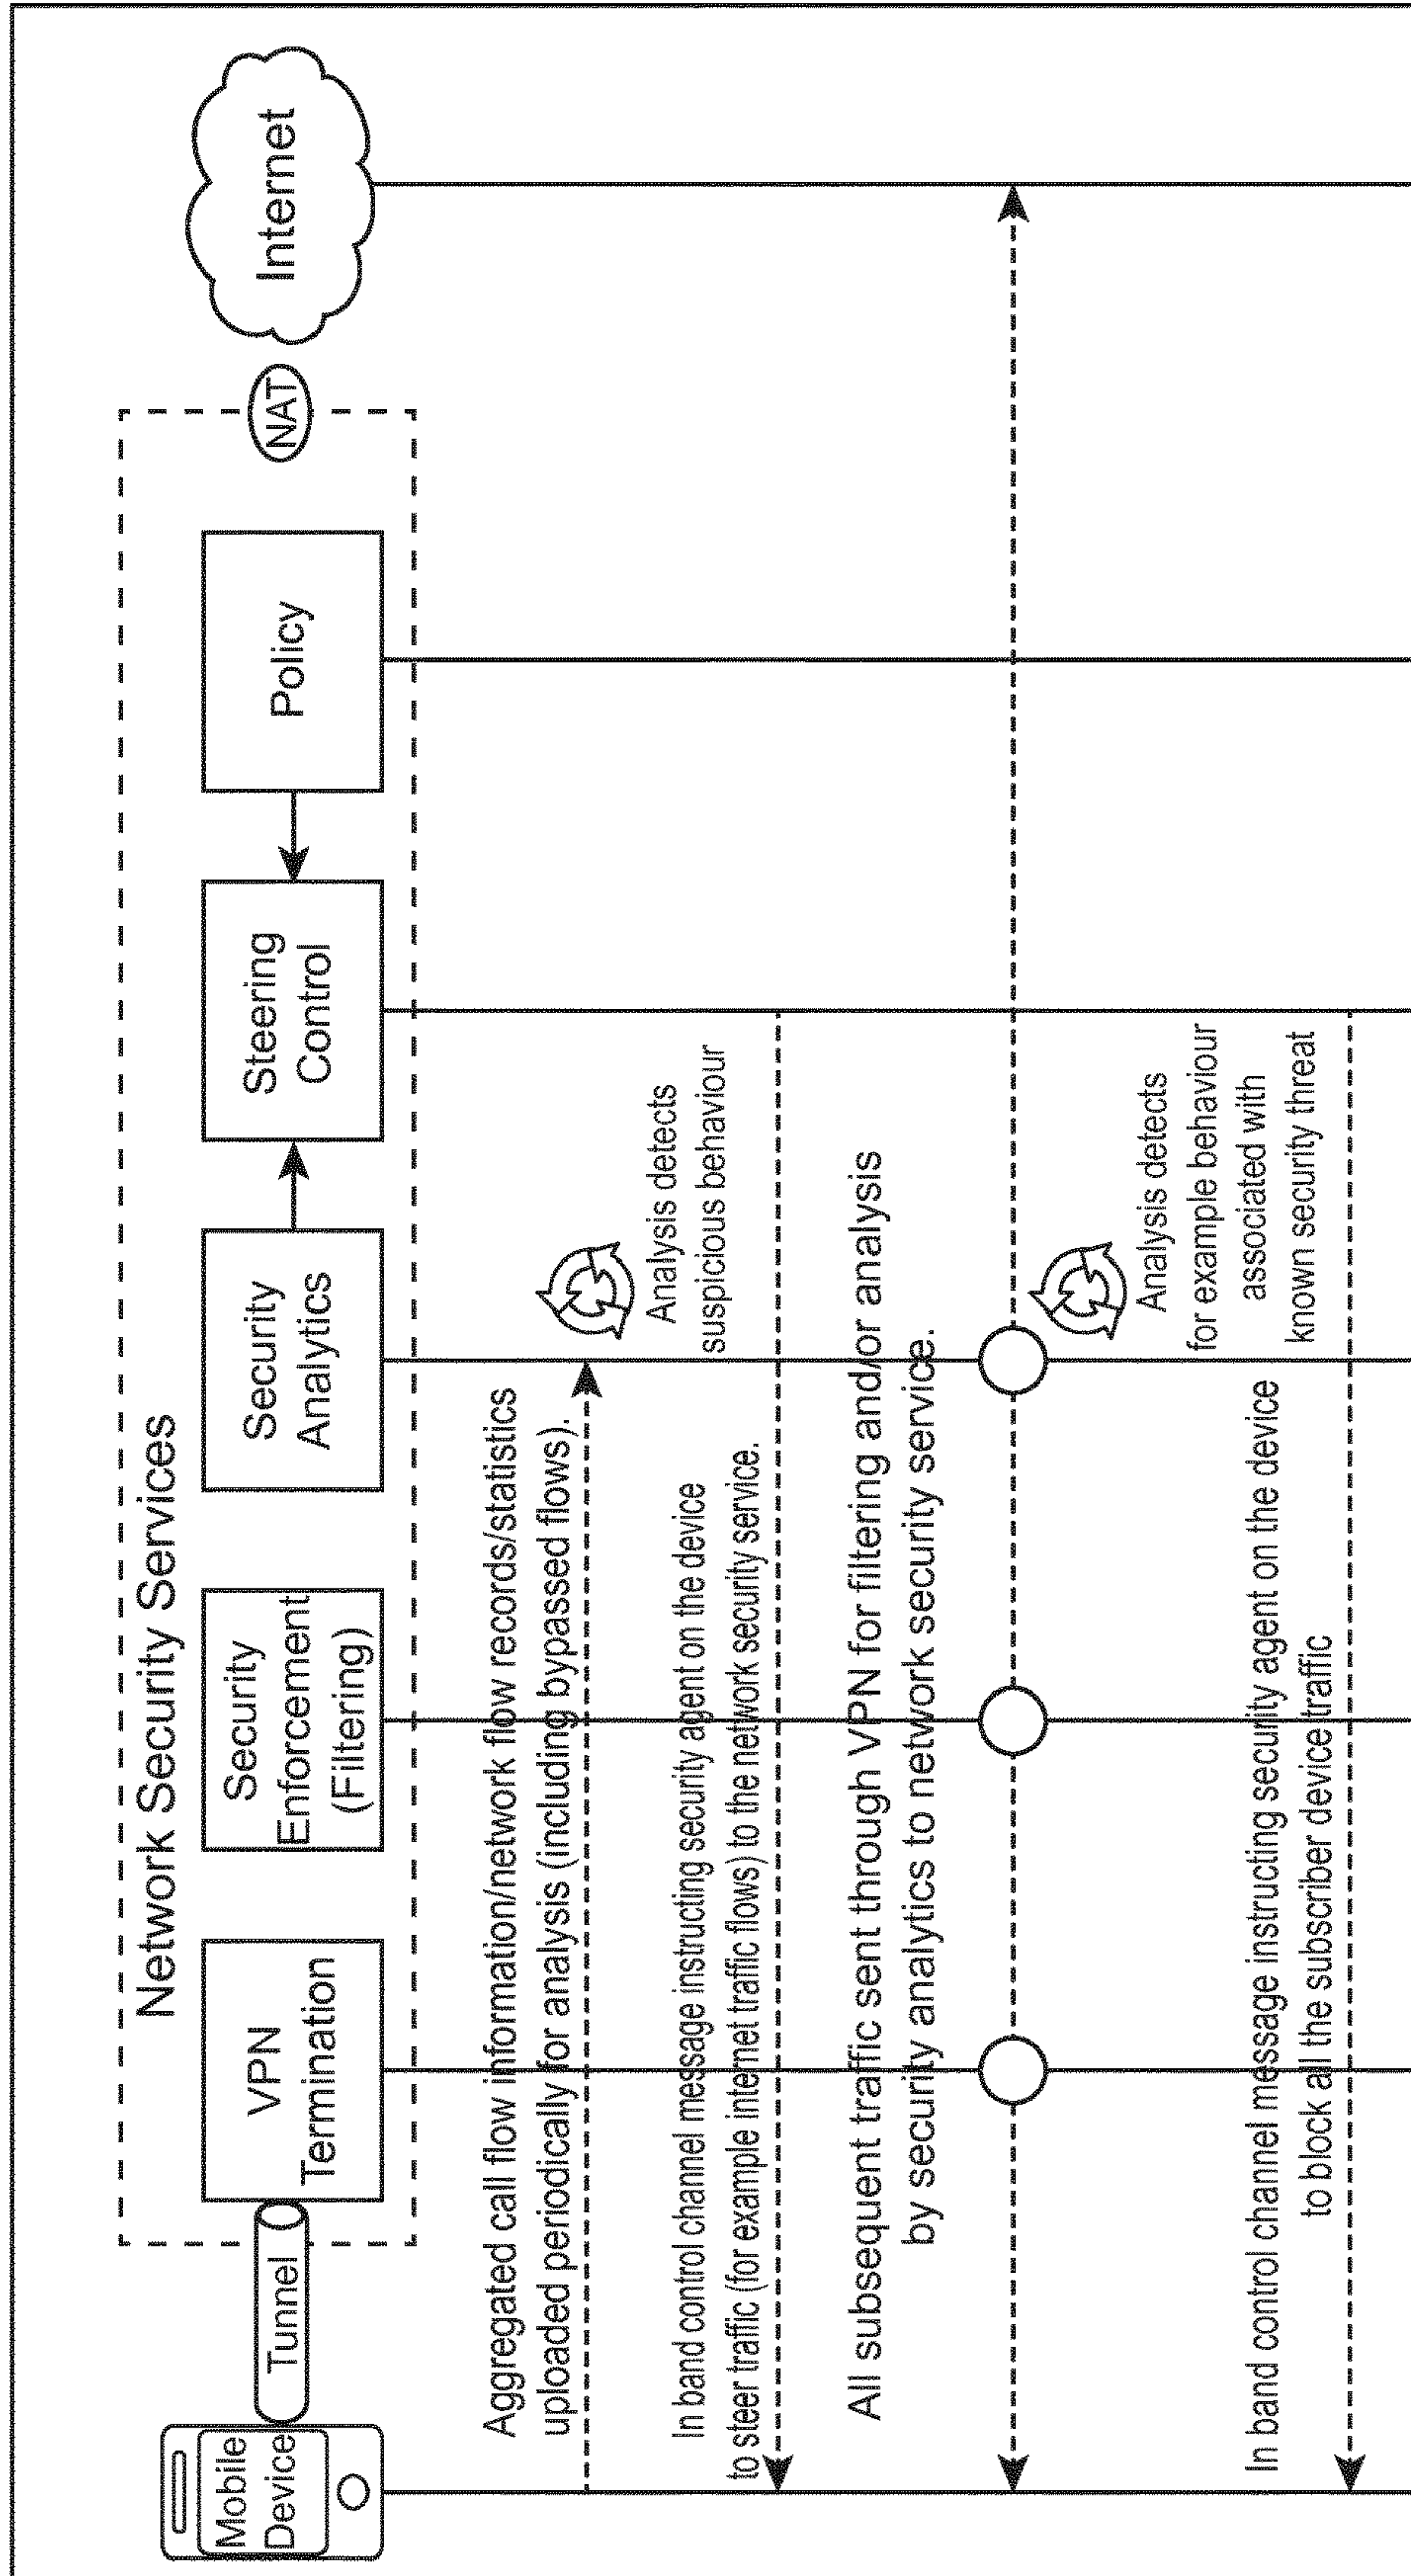 Network Security Services
Mobile
Device
Tunnel
VPN
Termination
Security
Enforcement
(Filtering)
Security
Analytics
Steering
Control
Policy
NAT
Internet
Aggregated call flow information/network flow records/statistics
uploaded periodically for analysis (including bypassed flows).
Analysis detects
suspicious behaviour
In band control channel message instructing security agent on the device
to steer traffic (for example internet traffic flows) to the network security service.
All subsequent traffic sent through VPN for filtering and/or analysis
by security analytics to network security service.
Analysis detects
for example behaviour
associated with
known security threat
In band control channel message instructing security agent on the device
to block all the subscriber device traffic